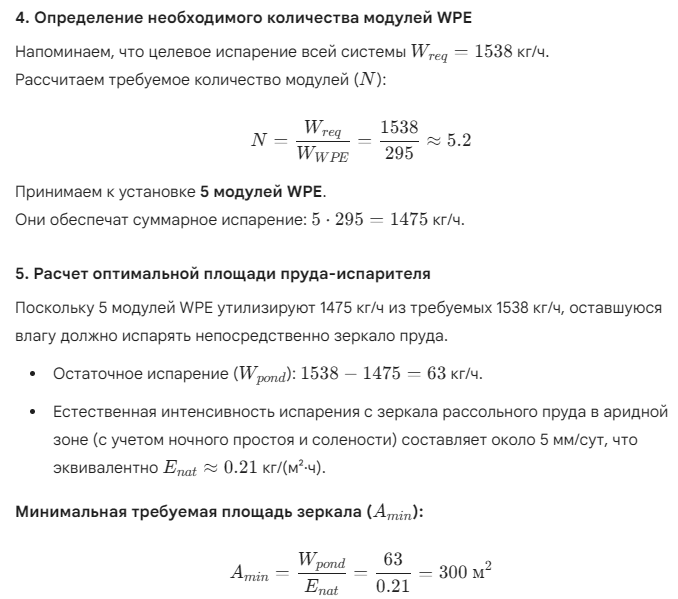 4. Определение необходимого количества модулей WPE
Напоминаем, что целевое испарение всей системы W_{req} = 1538 кг/ч.
Рассчитаем требуемое количество модулей (N):
N = \frac{W_{req}}{W_{WPE}} = \frac{1538}{295} ≈ 5.2
Принимаем к установке 5 модулей WPE.
Они обеспечат суммарное испарение: 5 · 295 = 1475 кг/ч.
5. Расчет оптимальной площади пруда-испарителя
Поскольку 5 модулей WPE утилизируют 1475 кг/ч из требуемых 1538 кг/ч, оставшуюся
влагу должно испарять непосредственно зеркало пруда.
• Остаточное испарение (W_{pond}): 1538 − 1475 = 63 кг/ч.
• Естественная интенсивность испарения с зеркала рассольного пруда в аридной
зоне (с учетом ночного простоя и солености) составляет около 5 мм/сут, что
эквивалентно E_{nat} ≈ 0.21 кг/(м²·ч).
Минимальная требуемая площадь зеркала (A_{min}):
A_{min} = \frac{W_{pond}}{E_{nat}} = \frac{63}{0.21} = 300 м²